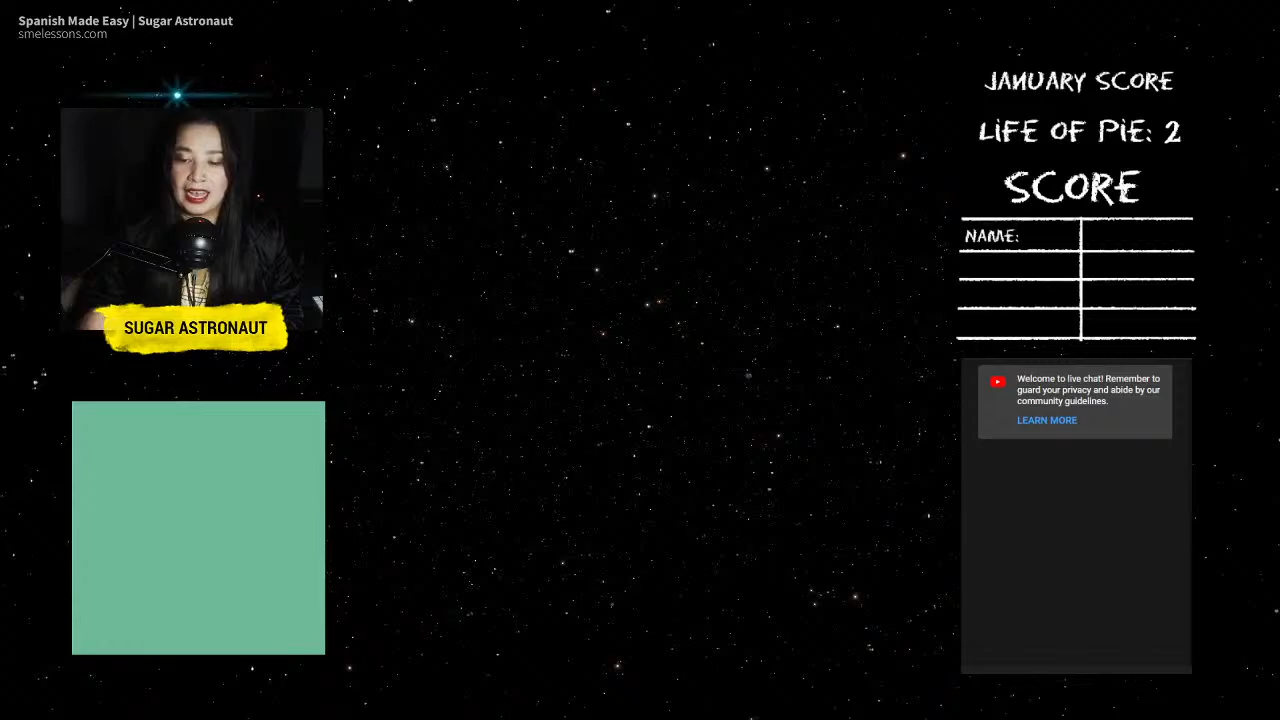 Spanish Made Easy | Sugar Astronaut
smelessons.com
SUGAR ASTRONAUT
JANUARY SCORE
LIFE OF PIE: 2
SCORE
NAME:
Welcome to live chat! Remember to
guard your privacy and abide by our
community guidelines.
LEARN MORE